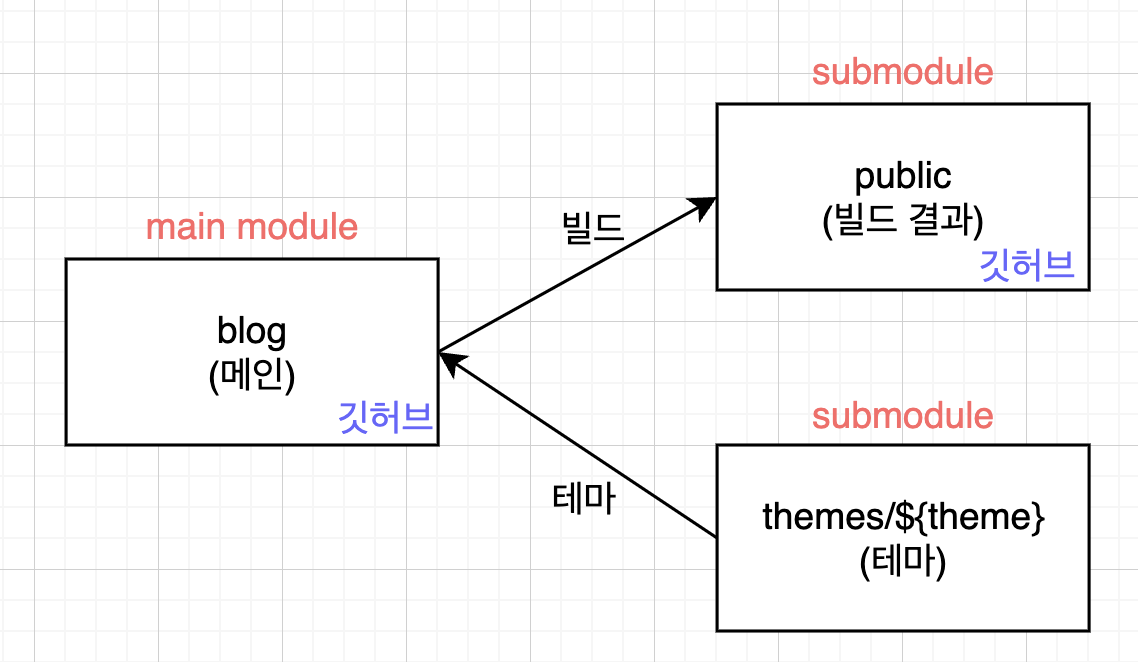 submodule
public
(빌드 결과)
깃허브
빌드
main module
blog
(메인)
깃허브
테마
submodule
themes/${theme}
(테마)